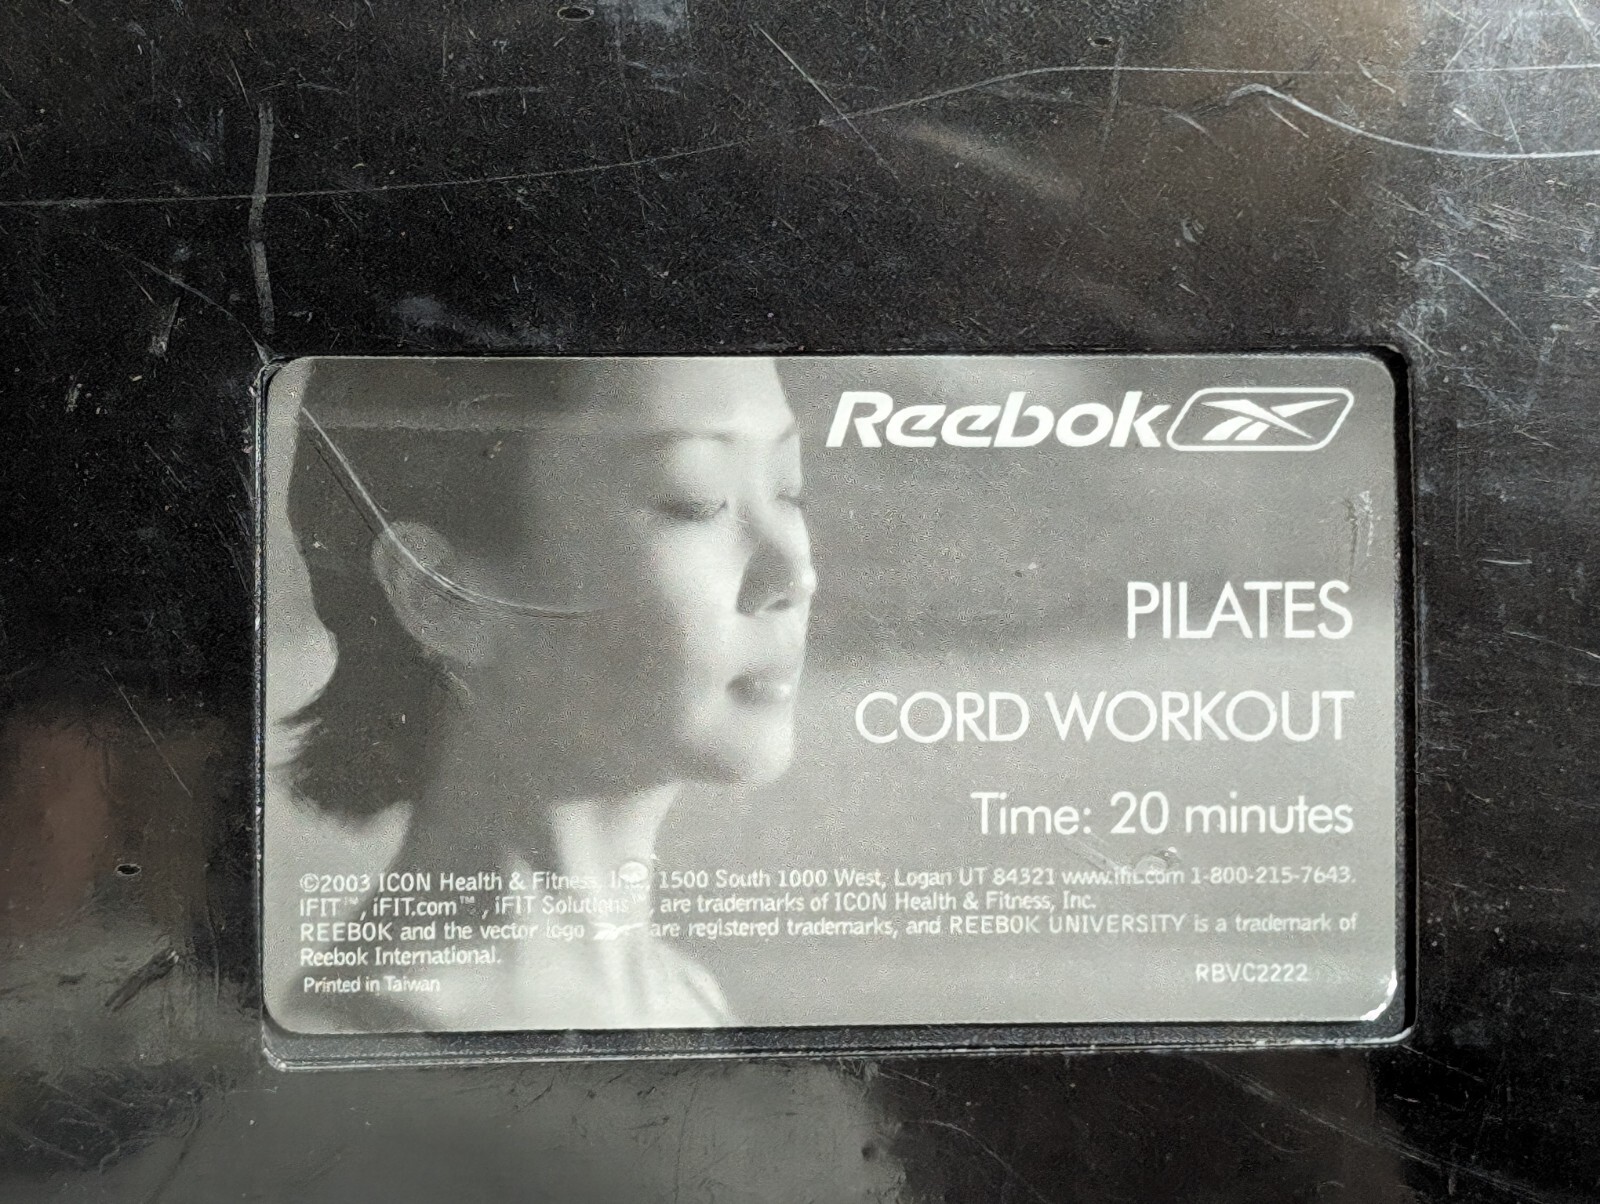 Reebok
PILATES
CORD WORKOUT
Time: 20 minutes
©2003 ICON Health & Fitness, Inc., 1500 South 1000 West, Logan UT 84321 www.ifit.com 1-800-215-7643.
iFIT™, iFIT.com™, iFIT Solutions™, are trademarks of ICON Health & Fitness, Inc.
REEBOK and the vector logo are registered trademarks, and REEBOK UNIVERSITY is a trademark of
Reebok International.
RBVC2222
Printed in Taiwan